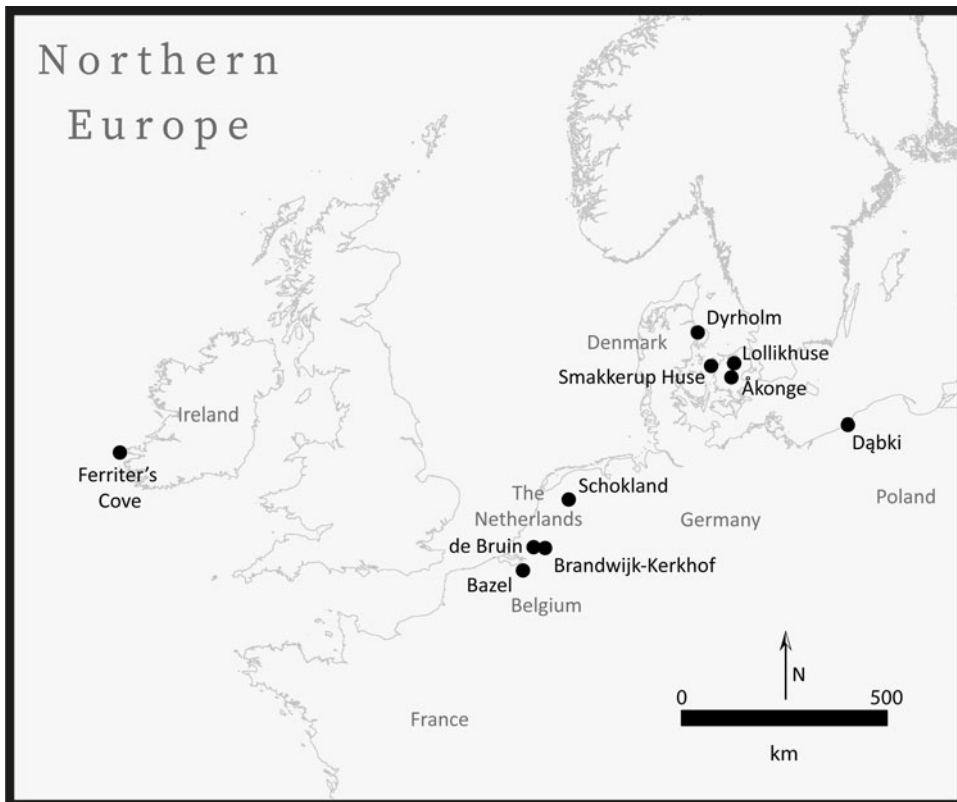 Northern
Europe
Dyrholm
Denmark
Lollikhuse
Smakkerup Huse
Åkonge
Ireland
Dąbki
Ferriter's
Cove
Schokland
The
Netherlands
Poland
Germany
de Bruin
Brandwijk-Kerkhof
Bazel
Belgium
N
0 500
km
France